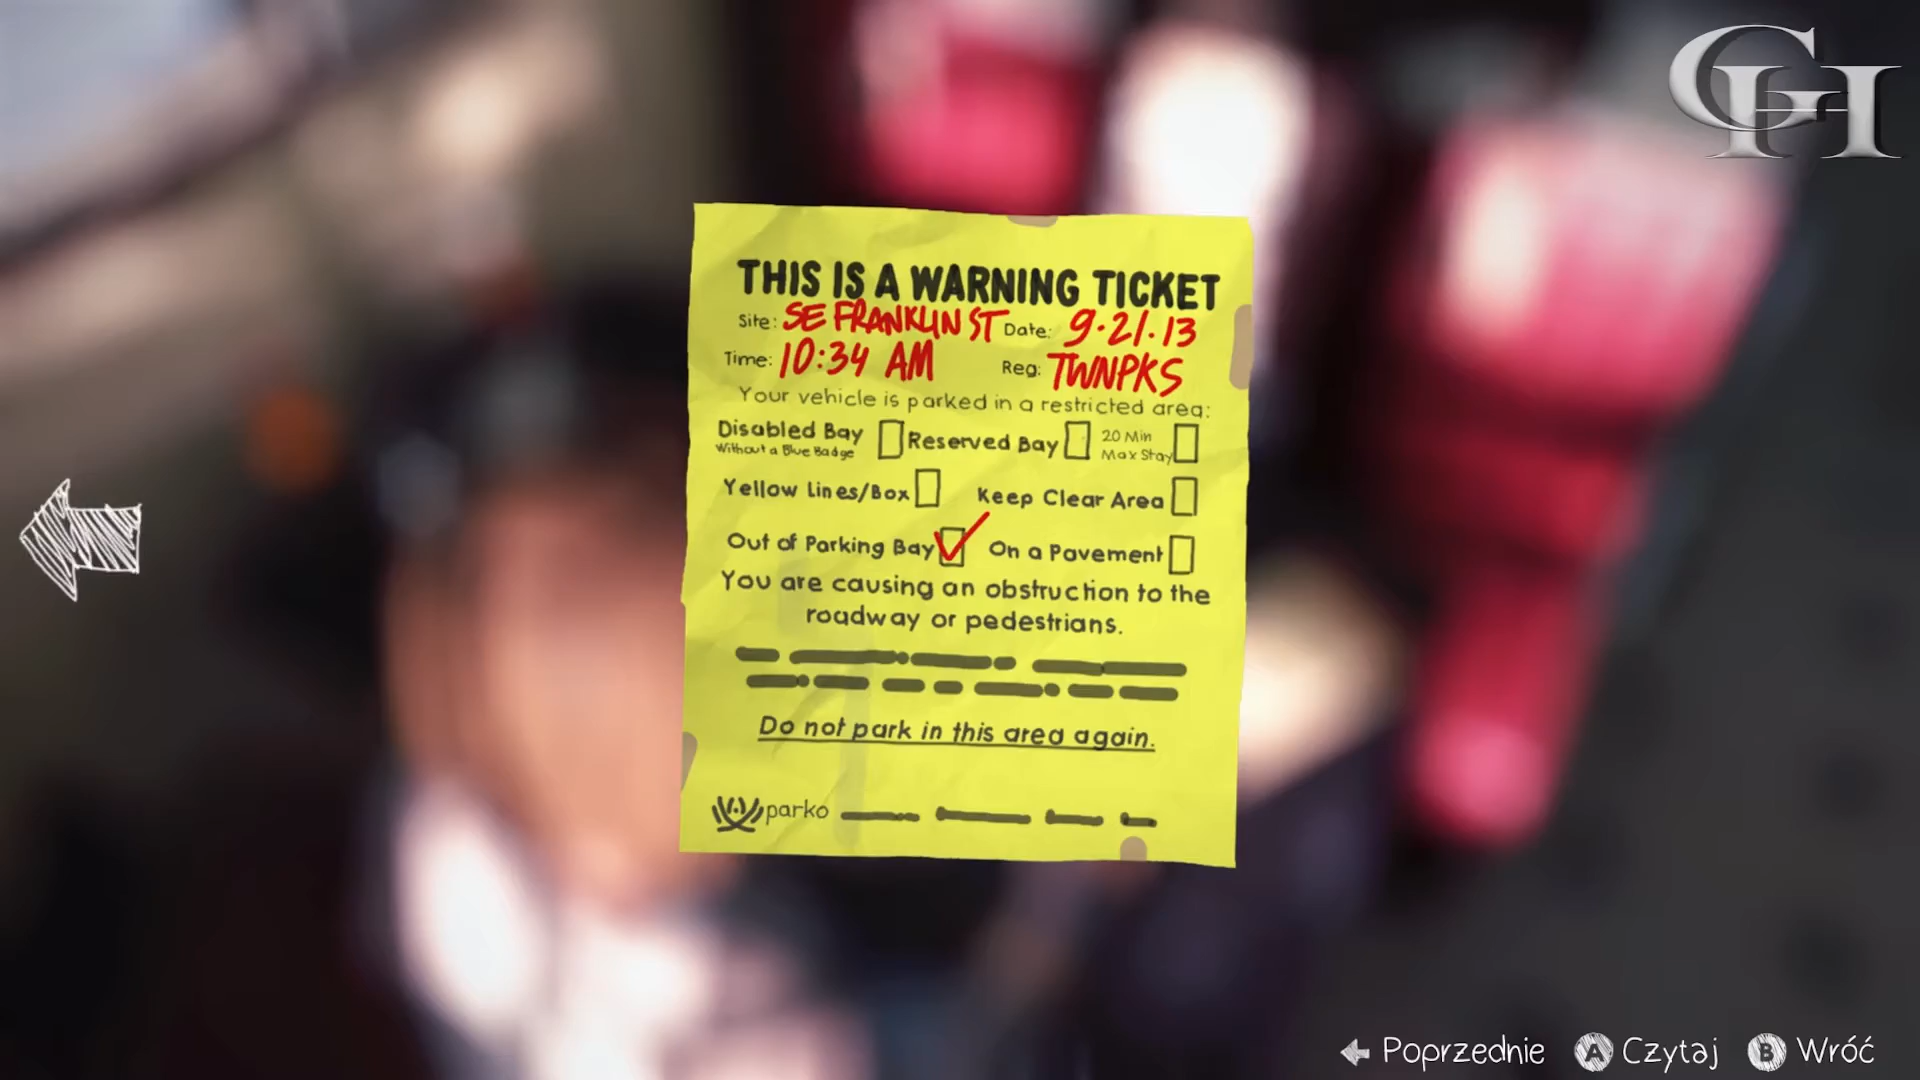 GH
THIS IS A WARNING TICKET
Site: SE FRANKLIN ST Date: 9.21.13
Time: 10:34 AM Reg: TWNPKS
Your vehicle is parked in a restricted area:
Disabled Bay Reserved Bay 20 Min
Without a Blue Badge Max Stay
Yellow Lines/Box Keep Clear Area
Out of Parking Bay On a Pavement
You are causing an obstruction to the
roadway or pedestrians.
Do not park in this area again.
parko
Poprzednie A Czytaj B Wróć